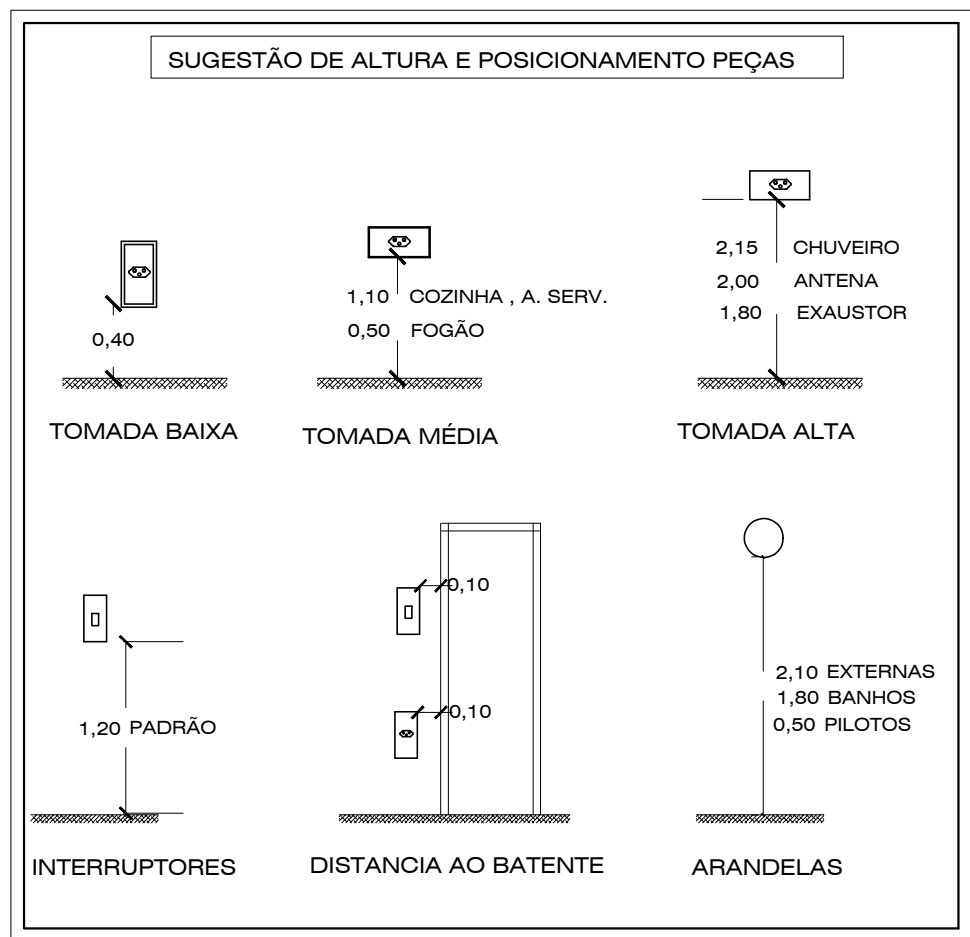 SUGESTÃO DE ALTURA E POSICIONAMENTO PEÇAS
0,40
TOMADA BAIXA
1,10 COZINHA , A. SERV.
0,50 FOGÃO
TOMADA MÉDIA
2,15 CHUVEIRO
2,00 ANTENA
1,80 EXAUSTOR
TOMADA ALTA
1,20 PADRÃO
INTERRUPTORES
0,10
0,10
DISTANCIA AO BATENTE
2,10 EXTERNAS
1,80 BANHOS
0,50 PILOTOS
ARANDELAS